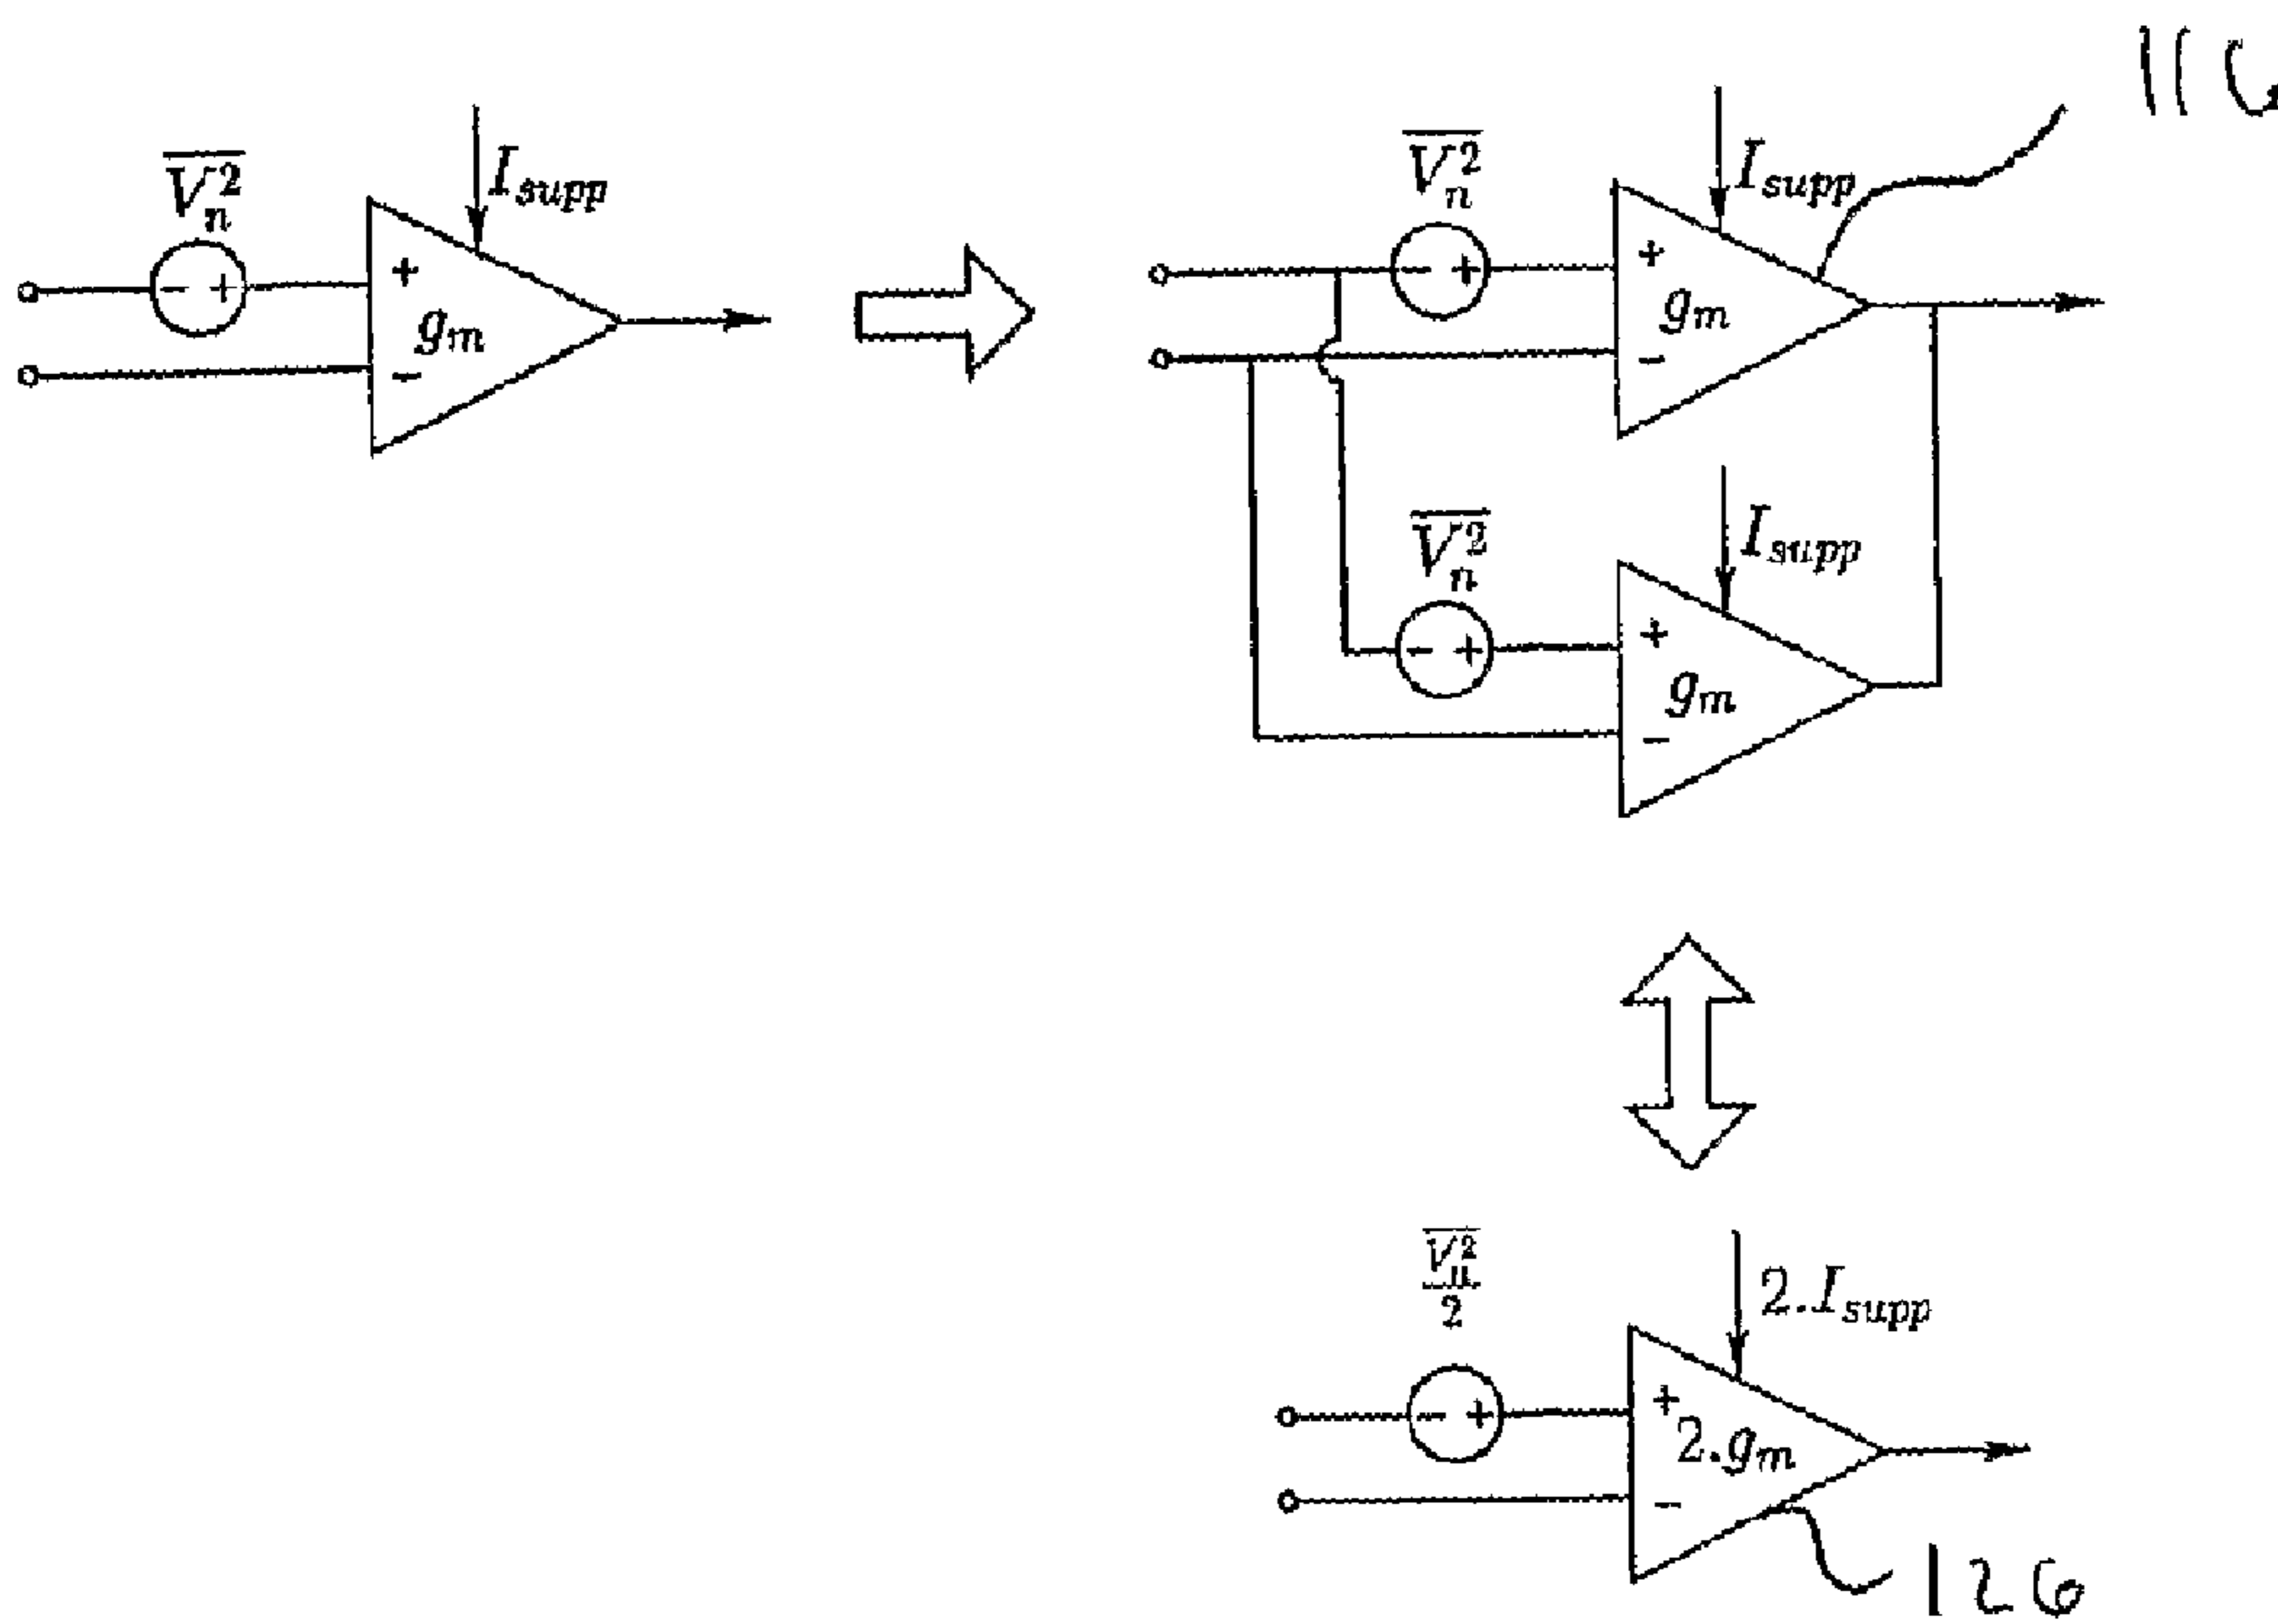 V_n^2
I_supp
+
g_m
-
- +
V_n^2
I_supp
116
- +
+
g_m
-
V_n^2
I_supp
- +
+
g_m
-
V_n^2
2
2.I_supp
- +
+
2.g_m
-
126